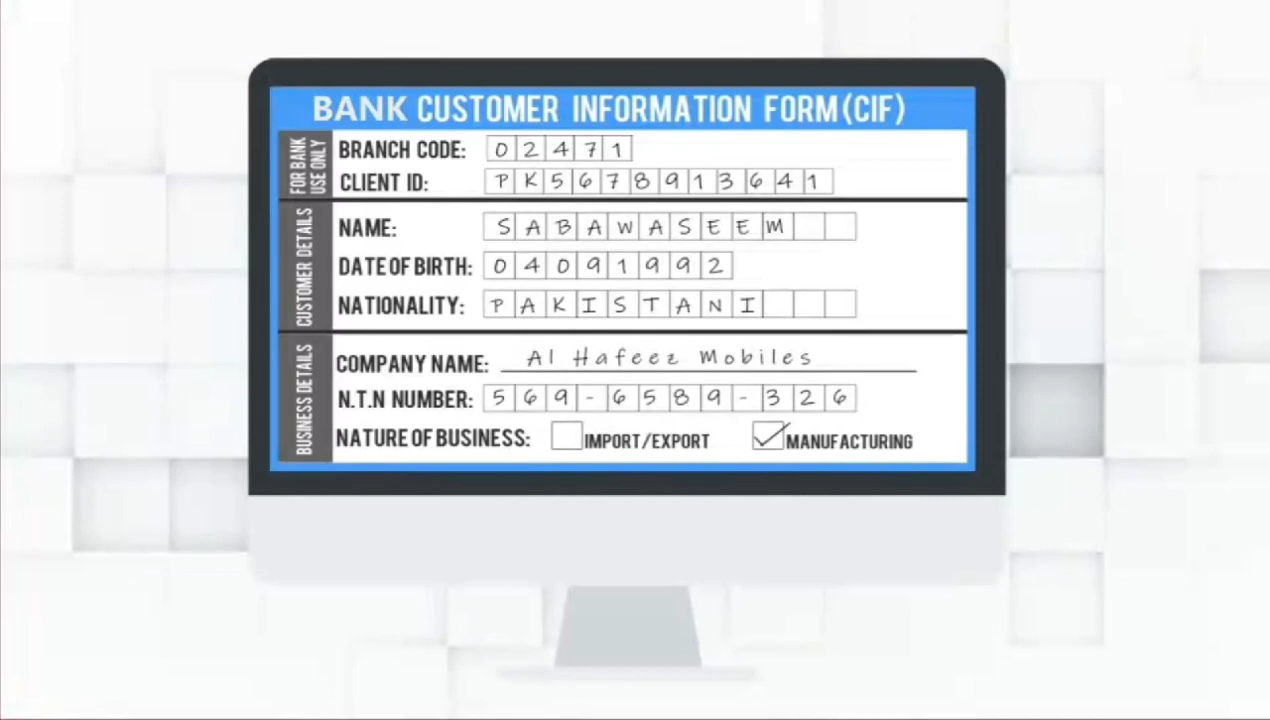 BANK CUSTOMER INFORMATION FORM (CIF)
FOR BANK USE ONLY
BRANCH CODE: 02471
CLIENT ID: PK5678913641
CUSTOMER DETAILS
NAME: SABAWASEEM
DATE OF BIRTH: 04091992
NATIONALITY: PAKISTANI
BUSINESS DETAILS
COMPANY NAME: Al Hafeez Mobiles
N.T.N NUMBER: 569-6589-326
NATURE OF BUSINESS: IMPORT/EXPORT MANUFACTURING